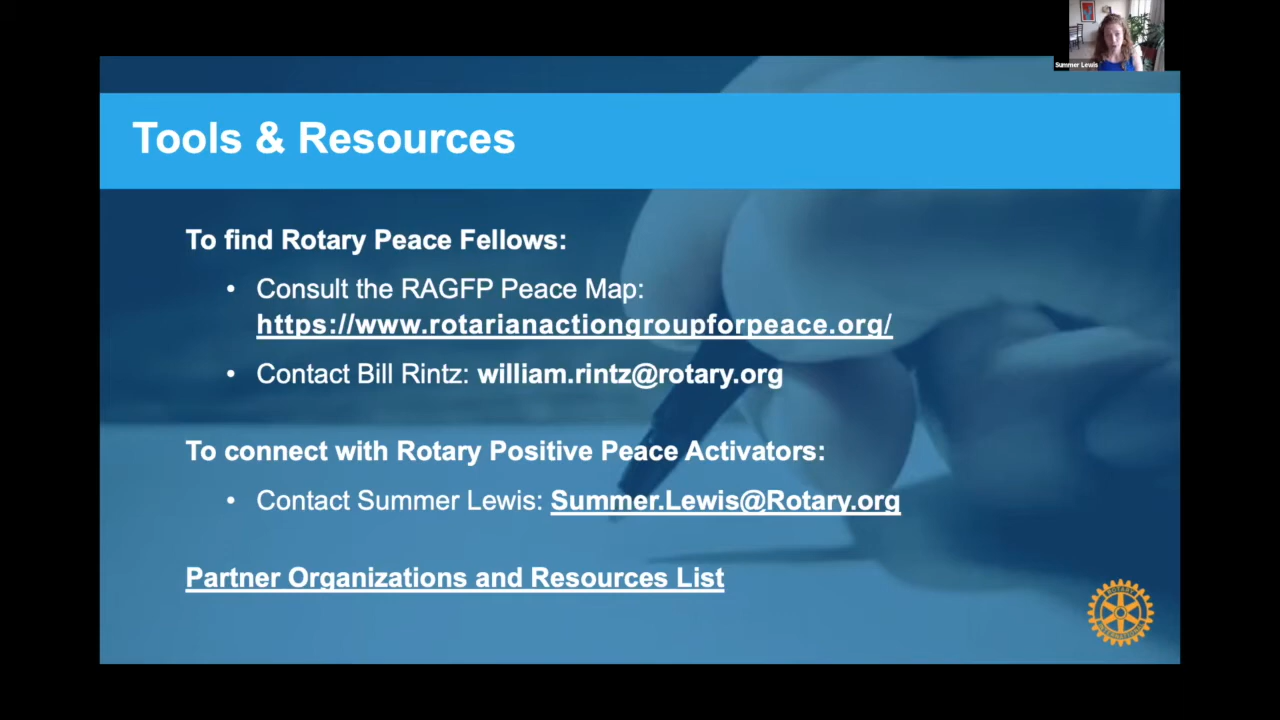 Summer Lewis
Tools & Resources
To find Rotary Peace Fellows:
• Consult the RAGFP Peace Map:
https://www.rotarianactiongroupforpeace.org/
• Contact Bill Rintz: william.rintz@rotary.org
To connect with Rotary Positive Peace Activators:
• Contact Summer Lewis: Summer.Lewis@Rotary.org
Partner Organizations and Resources List
ROTARY
INTERNATIONAL